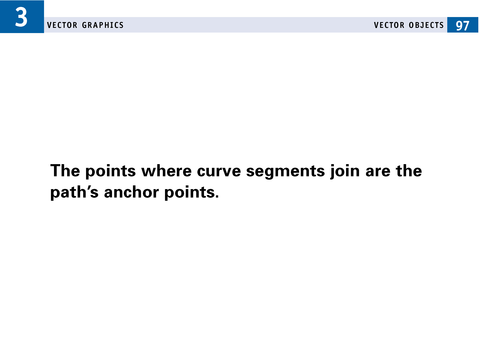 3
VECTOR GRAPHICS
VECTOR OBJECTS 97
The points where curve segments join are the
path’s anchor points.